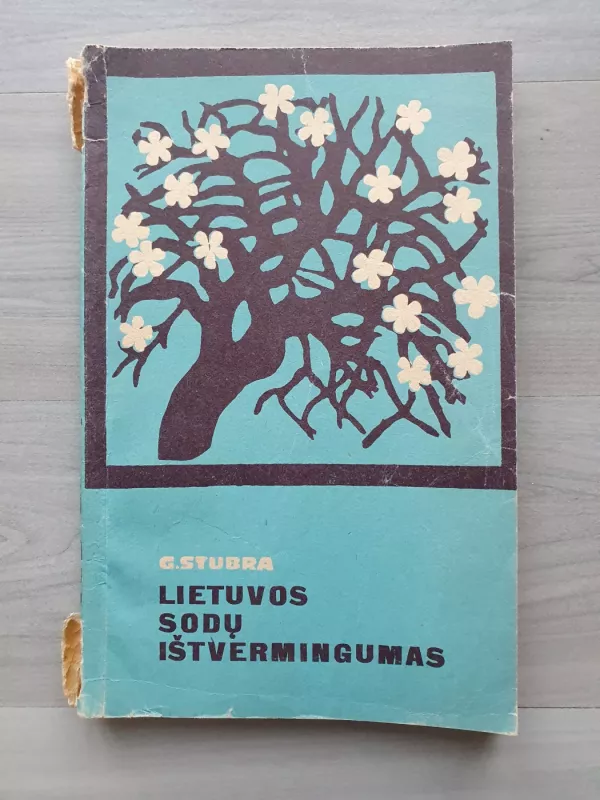 G. STUBRA
LIETUVOS
SODŲ
IŠTVERMINGUMAS